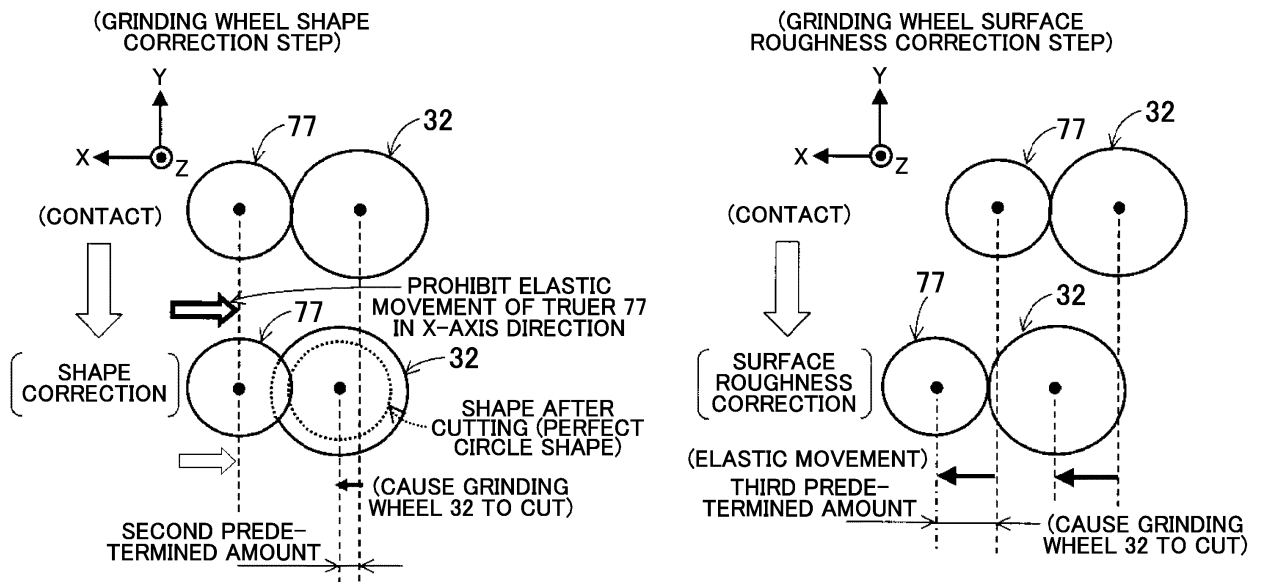 (GRINDING WHEEL SHAPE
CORRECTION STEP)
Y
X
Z
77
32
(CONTACT)
PROHIBIT ELASTIC
MOVEMENT OF TRUER 77
IN X-AXIS DIRECTION
77
32
SHAPE
CORRECTION
SHAPE AFTER
CUTTING (PERFECT
CIRCLE SHAPE)
(CAUSE GRINDING
WHEEL 32 TO CUT)
SECOND PREDE-
TERMINED AMOUNT
(GRINDING WHEEL SURFACE
ROUGHNESS CORRECTION STEP)
Y
X
Z
77
32
(CONTACT)
77
32
SURFACE
ROUGHNESS
CORRECTION
(ELASTIC MOVEMENT)
THIRD PREDE-
TERMINED AMOUNT
(CAUSE GRINDING
WHEEL 32 TO CUT)